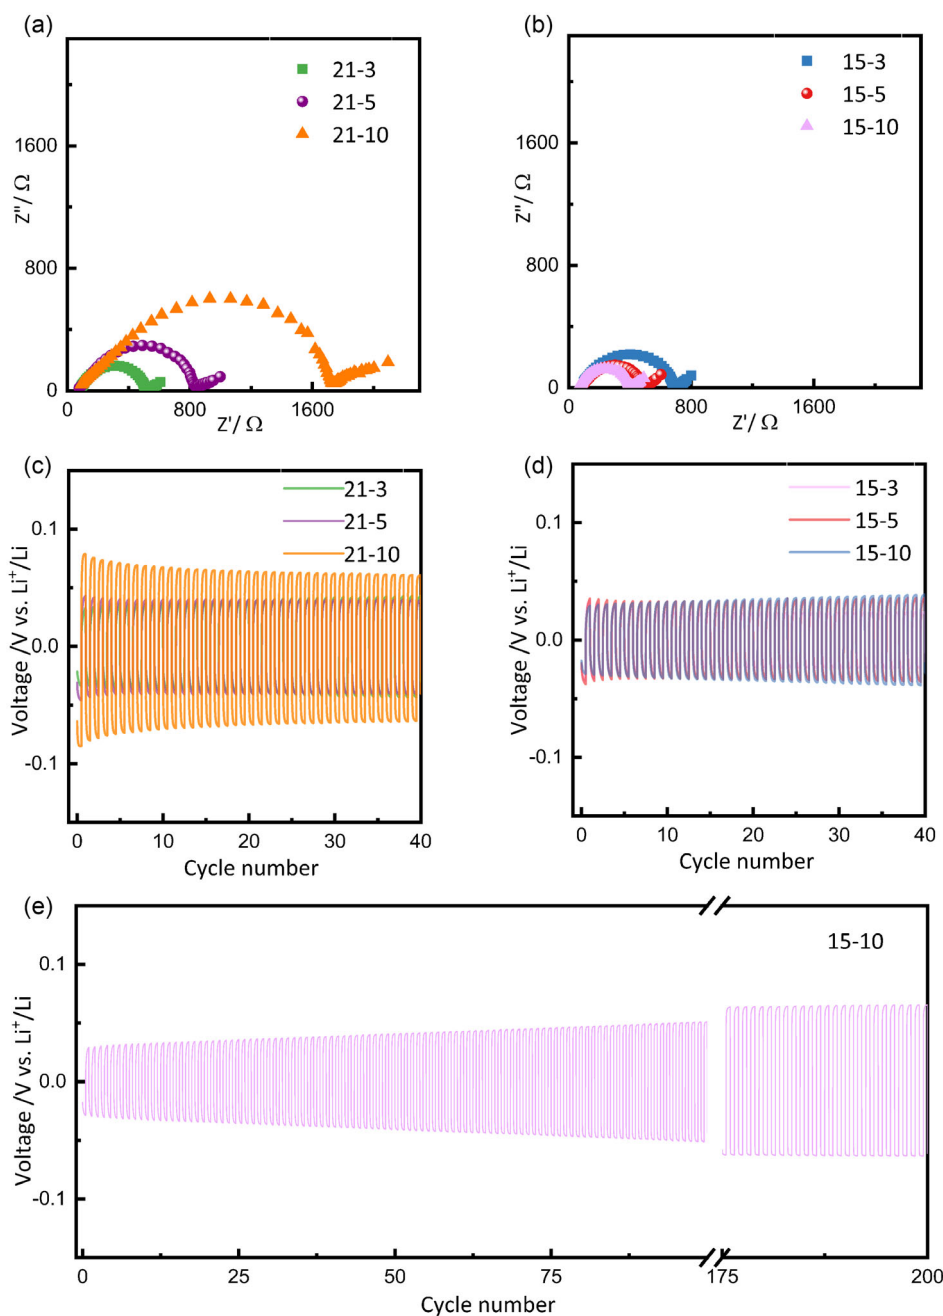 (a)
21-3
21-5
21-10
1600
800
0
Z''/ Ω
0
800
1600
Z'/ Ω
(b)
15-3
15-5
15-10
1600
800
0
Z''/ Ω
0
800
1600
Z'/ Ω
(c)
21-3
21-5
21-10
0.1
0.0
-0.1
Voltage /V vs. Li⁺/Li
0 5 10 15 20 25 30 35 40
Cycle number
(d)
15-3
15-5
15-10
0.1
0.0
-0.1
Voltage /V vs. Li⁺/Li
0 10 20 30 40
Cycle number
(e)
15-10
0.1
0.0
-0.1
Voltage /V vs. Li⁺/Li
0 25 50 75 175 200
Cycle number